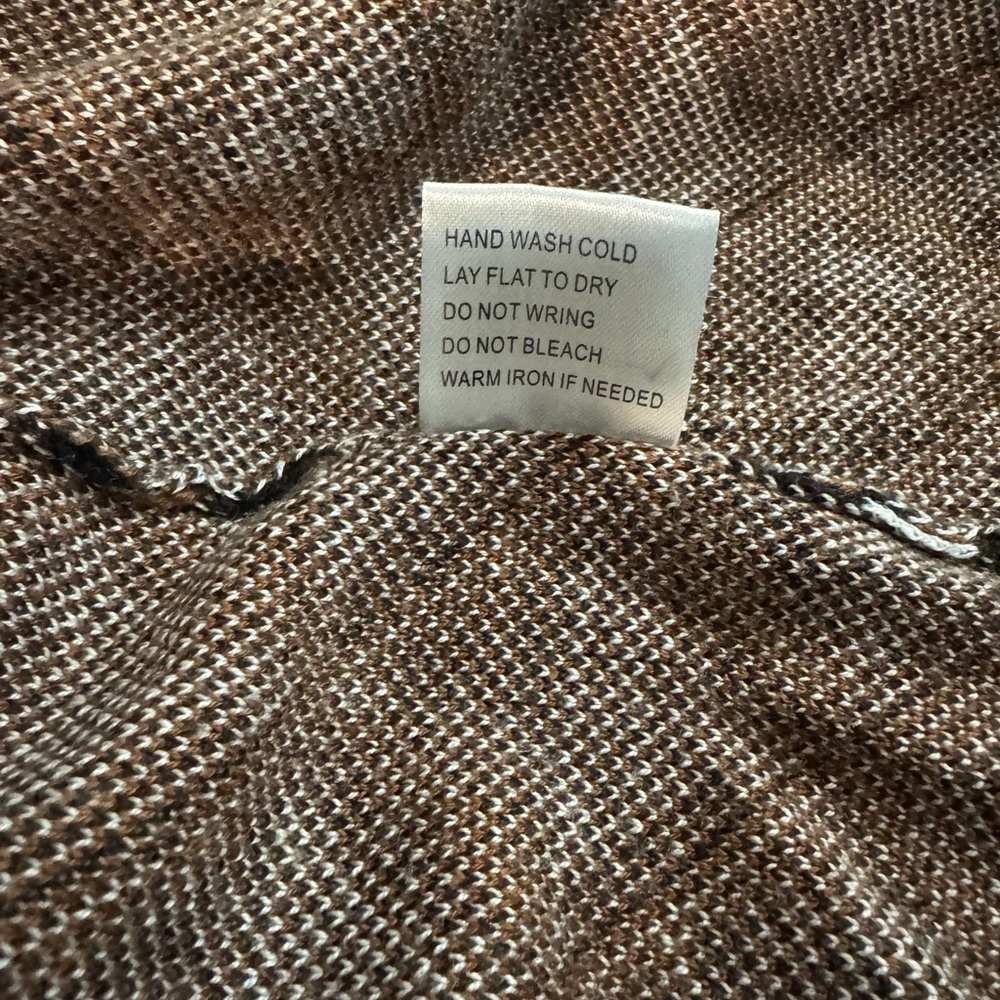 HAND WASH COLD
LAY FLAT TO DRY
DO NOT WRING
DO NOT BLEACH
WARM IRON IF NEEDED